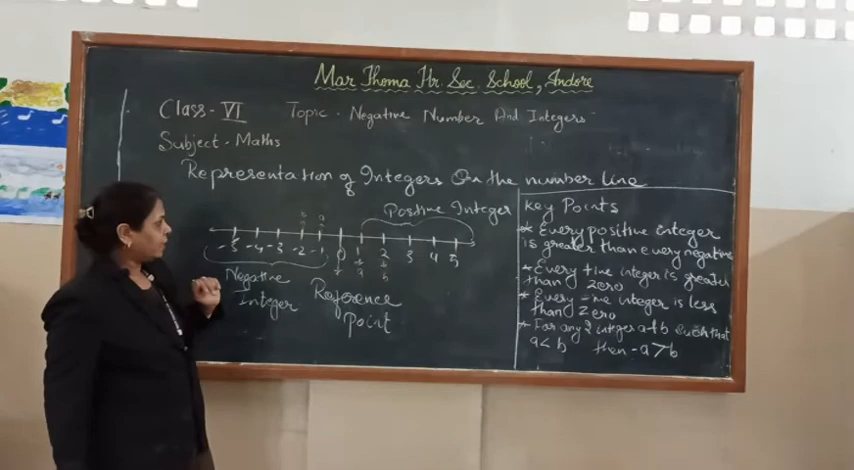 Mar Thoma Hr. Sec. School, Indore
Class - VI Topic - Negative Number And Integers
Subject - Maths
Representation of Integers On the number line
Positive Integer
-5 -4 -3 -2 -1 0 1 2 3 4 5
a b
Negative
Integer
Reference
Point
Key Points
* Every positive integer
is greater than every negative
* Every +ive integer is greater
than Zero
* Every -ive integer is less
than Zero
* For any 2 integer a & b such that
a < b then -a > b